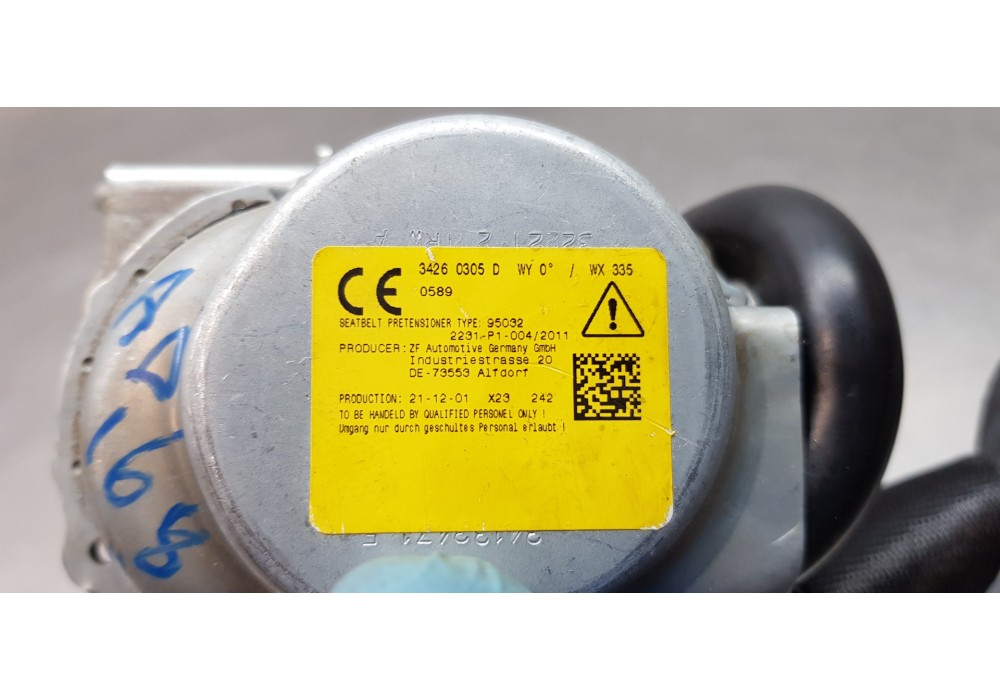 3426 0305 D WY 0° / WX 335
CE
0589
SEATBELT PRETENSIONER TYPE: 95032
2231-P1-004/2011
PRODUCER: ZF Automotive Germany GmbH
Industriestrasse 20
DE-73553 Alfdorf
PRODUCTION: 21-12-01 X23 242
TO BE HANDELD BY QUALIFIED PERSONEL ONLY !
Umgang nur durch geschultes Personal erlaubt !